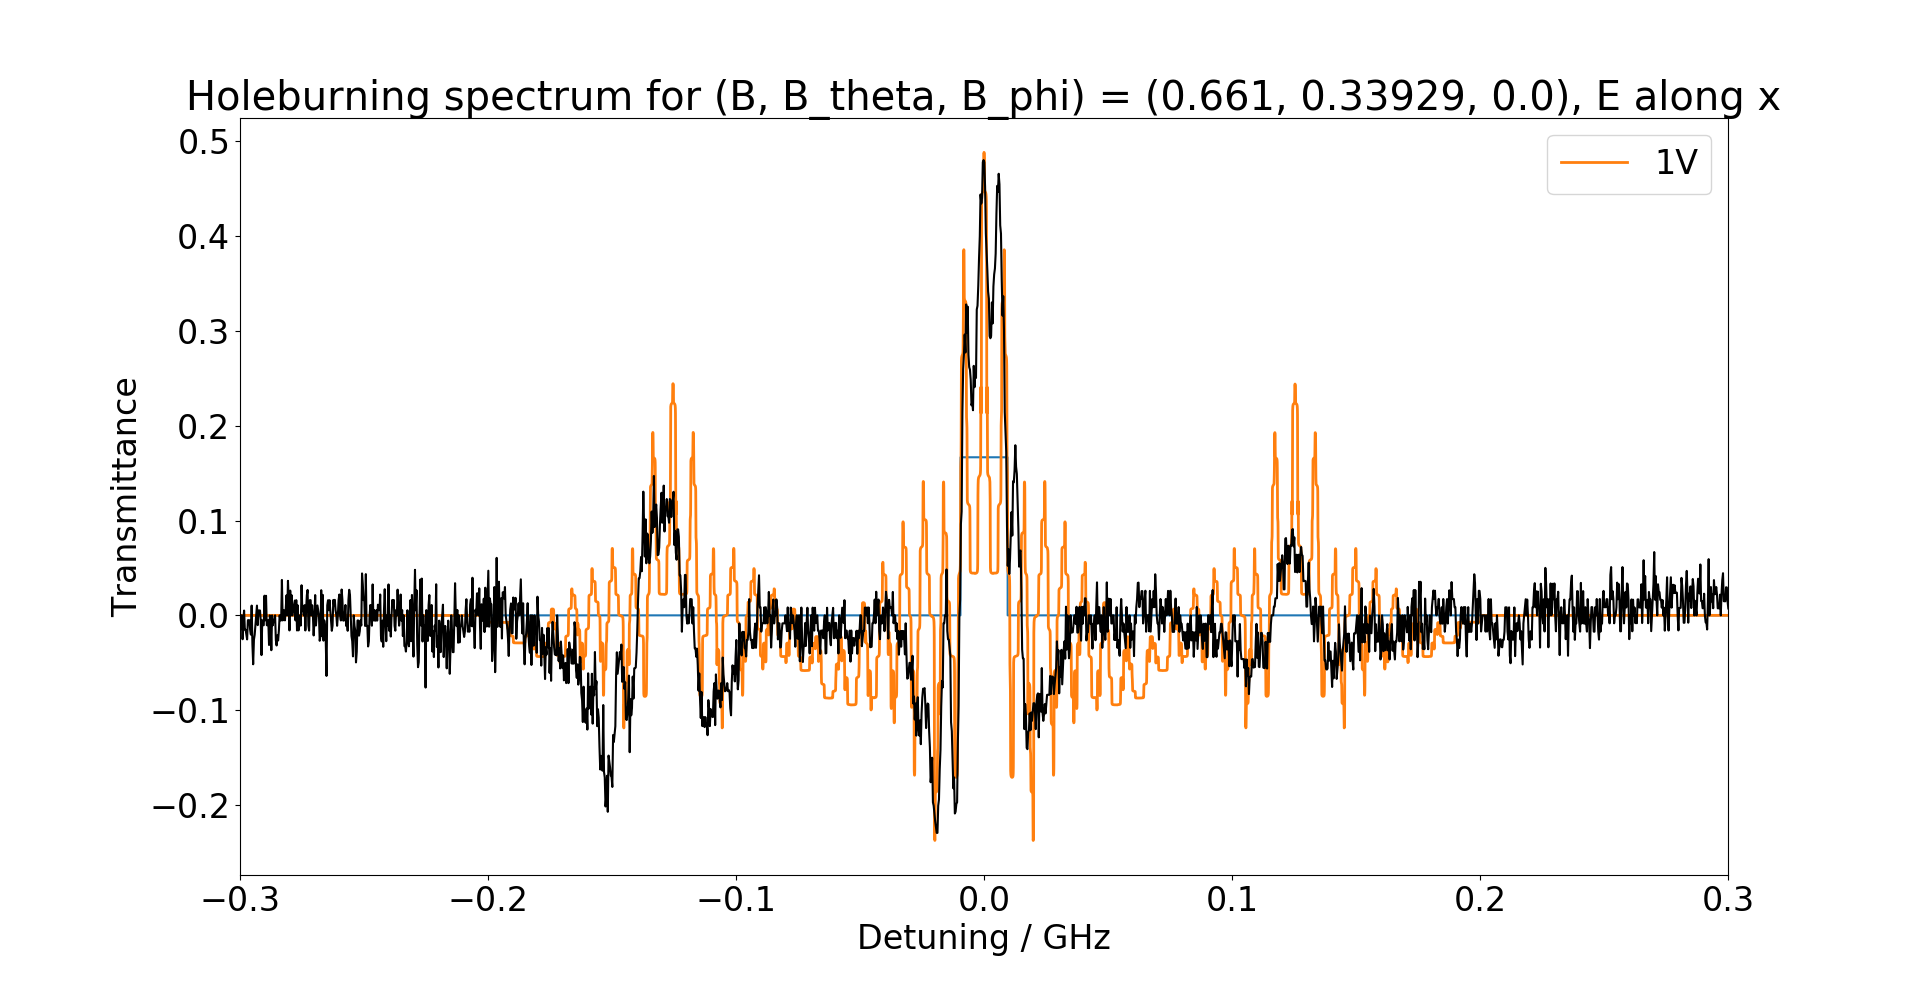 Holeburning spectrum for (B, B_theta, B_phi) = (0.661, 0.33929, 0.0), E along x
1V
Transmittance
0.5
0.4
0.3
0.2
0.1
0.0
−0.1
−0.2
−0.3 −0.2 −0.1 0.0 0.1 0.2 0.3
Detuning / GHz